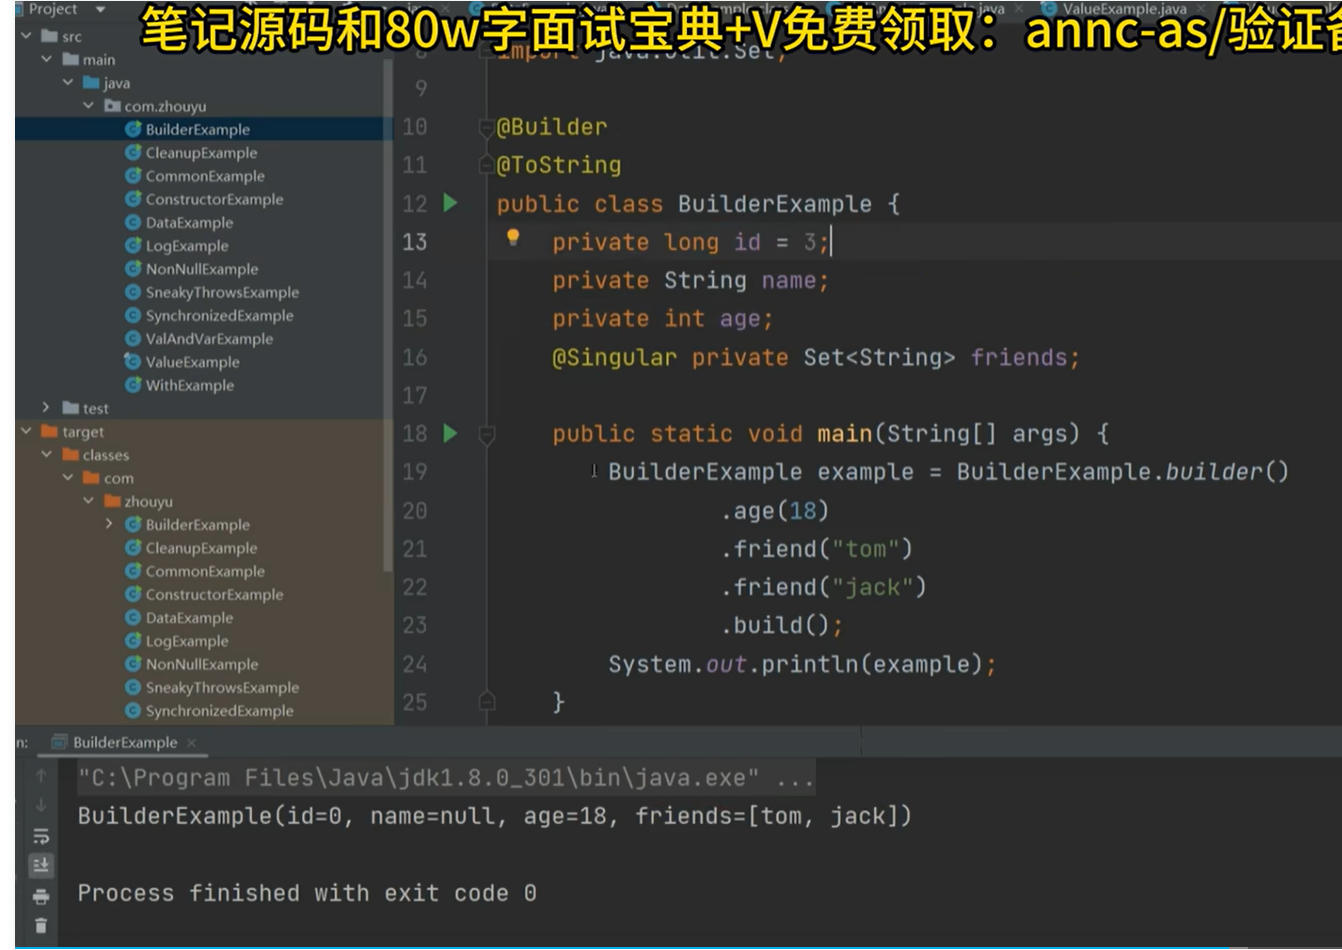 Project
ValueExample.java
笔记源码和80w字面试宝典+V免费领取：annc-as/验证
src
main
java
com.zhouyu
BuilderExample
CleanupExample
CommonExample
ConstructorExample
DataExample
LogExample
NonNullExample
SneakyThrowsExample
SynchronizedExample
ValAndVarExample
ValueExample
WithExample
test
target
classes
com
zhouyu
BuilderExample
CleanupExample
CommonExample
ConstructorExample
DataExample
LogExample
NonNullExample
SneakyThrowsExample
SynchronizedExample
8 import java.util.Set;
9
10 @Builder
11 @ToString
12 public class BuilderExample {
13 private long id = 3;
14 private String name;
15 private int age;
16 @Singular private Set<String> friends;
17
18 public static void main(String[] args) {
19 BuilderExample example = BuilderExample.builder()
20 .age(18)
21 .friend("tom")
22 .friend("jack")
23 .build();
24 System.out.println(example);
25 }
n: BuilderExample
"C:\Program Files\Java\jdk1.8.0_301\bin\java.exe" ...
BuilderExample(id=0, name=null, age=18, friends=[tom, jack])
Process finished with exit code 0